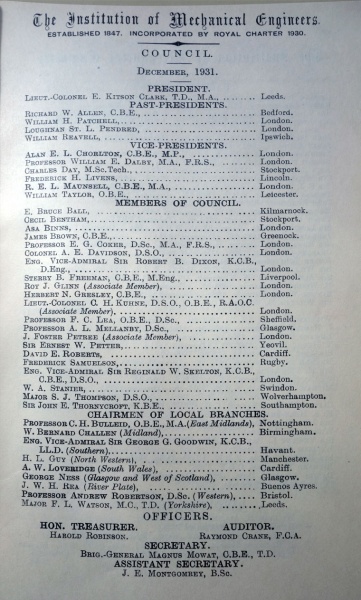 The Institution of Mechanical Engineers.
ESTABLISHED 1847. INCORPORATED BY ROYAL CHARTER 1930.
COUNCIL.
DECEMBER, 1931.
PRESIDENT.
LIEUT.-COLONEL E. KITSON CLARK, T.D., M.A., ........ Leeds.
PAST-PRESIDENTS.
RICHARD W. ALLEN, C.B.E., ........ Bedford.
WILLIAM H. PATCHELL, ........ London.
LOUGHNAN ST. L. PENDRED, ........ London.
WILLIAM REAVELL, ........ Ipswich.
VICE-PRESIDENTS.
ALAN E. L. CHORLTON, C.B.E., M.P., ........ London.
PROFESSOR WILLIAM E. DALBY, M.A., F.R.S., ........ London.
CHARLES DAY, M.Sc.Tech., ........ Stockport.
FREDERICK H. LIVENS, ........ Lincoln.
R. E. L. MAUNSELL, C.B.E., M.A., ........ London.
WILLIAM TAYLOR, O.B.E., ........ Leicester.
MEMBERS OF COUNCIL.
E. BRUCE BALL, ........ Kilmarnock.
CECIL BENTHAM, ........ Stockport.
ASA BINNS, ........ London.
JAMES BROWN, C.B.E., ........ Greenock.
PROFESSOR E. G. COKER, D.Sc., M.A., F.R.S., ........ London.
COLONEL A. E. DAVIDSON, D.S.O., ........ London.
ENG. VICE-ADMIRAL SIR ROBERT B. DIXON, K.C.B.,
D.Eng., ........ London.
STERRY B. FREEMAN, C.B.E., M.Eng., ........ Liverpool.
ROY J. GLINN (Associate Member), ........ London.
HERBERT N. GRESLEY, C.B.E., ........ London.
LIEUT.-COLONEL C. H. KUHNE, D.S.O., O.B.E., R.A.O.C.
(Associate Member), ........ London.
PROFESSOR F. C. LEA, O.B.E., D.Sc., ........ Sheffield.
PROFESSOR A. L. MELLANBY, D.Sc., ........ Glasgow.
J. FOSTER PETREE (Associate Member), ........ London.
SIR ERNEST W. PETTER, ........ Yeovil.
DAVID E. ROBERTS, ........ Cardiff.
FREDERICK SAMUELSON, ........ Rugby.
ENG. VICE-ADMIRAL SIR REGINALD W. SKELTON, K.C.B.,
C.B.E., D.S.O., ........ London.
W. A. STANIER, ........ Swindon.
MAJOR S. J. THOMPSON, D.S.O., ........ Wolverhampton.
SIR JOHN E. THORNYCROFT, K.B.E., ........ Southampton.
CHAIRMEN OF LOCAL BRANCHES.
PROFESSOR C. H. BULLEID, O.B.E., M.A. (East Midlands), Nottingham.
W. BERNARD CHALLEN (Midland), ........ Birmingham.
ENG. VICE-ADMIRAL SIR GEORGE G. GOODWIN, K.C.B.,
LL.D. (Southern), ........ Havant.
H. L. GUY (North Western), ........ Manchester.
A. W. LOVERIDGE (South Wales), ........ Cardiff.
GEORGE NESS (Glasgow and West of Scotland), ........ Glasgow.
J. W. H. REA (River Plate), ........ Buenos Ayres.
PROFESSOR ANDREW ROBERTSON, D.Sc. (Western), .... Bristol.
MAJOR F. L. WATSON, M.C., T.D. (Yorkshire), ........ Leeds.
OFFICERS.
HON. TREASURER. AUDITOR.
HAROLD ROBINSON. RAYMOND CRANE, F.C.A.
SECRETARY.
BRIG.-GENERAL MAGNUS MOWAT, C.B.E., T.D.
ASSISTANT SECRETARY.
J. E. MONTGOMREY, B.Sc.